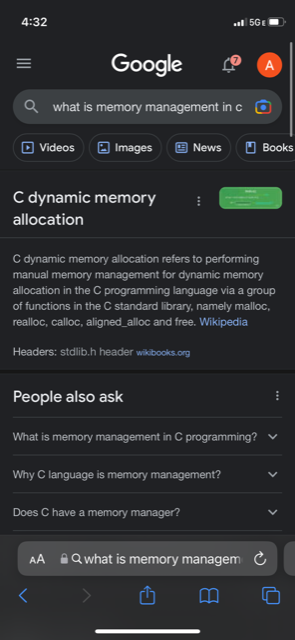 4:32
5GE
Google
7
A
what is memory management in c
Videos
Images
News
Books
C dynamic memory
allocation
C dynamic memory allocation refers to performing
manual memory management for dynamic memory
allocation in the C programming language via a group
of functions in the C standard library, namely malloc,
realloc, calloc, aligned_alloc and free. Wikipedia
Headers: stdlib.h header wikibooks.org
People also ask
What is memory management in C programming?
Why C language is memory management?
Does C have a memory manager?
AA
what is memory managem